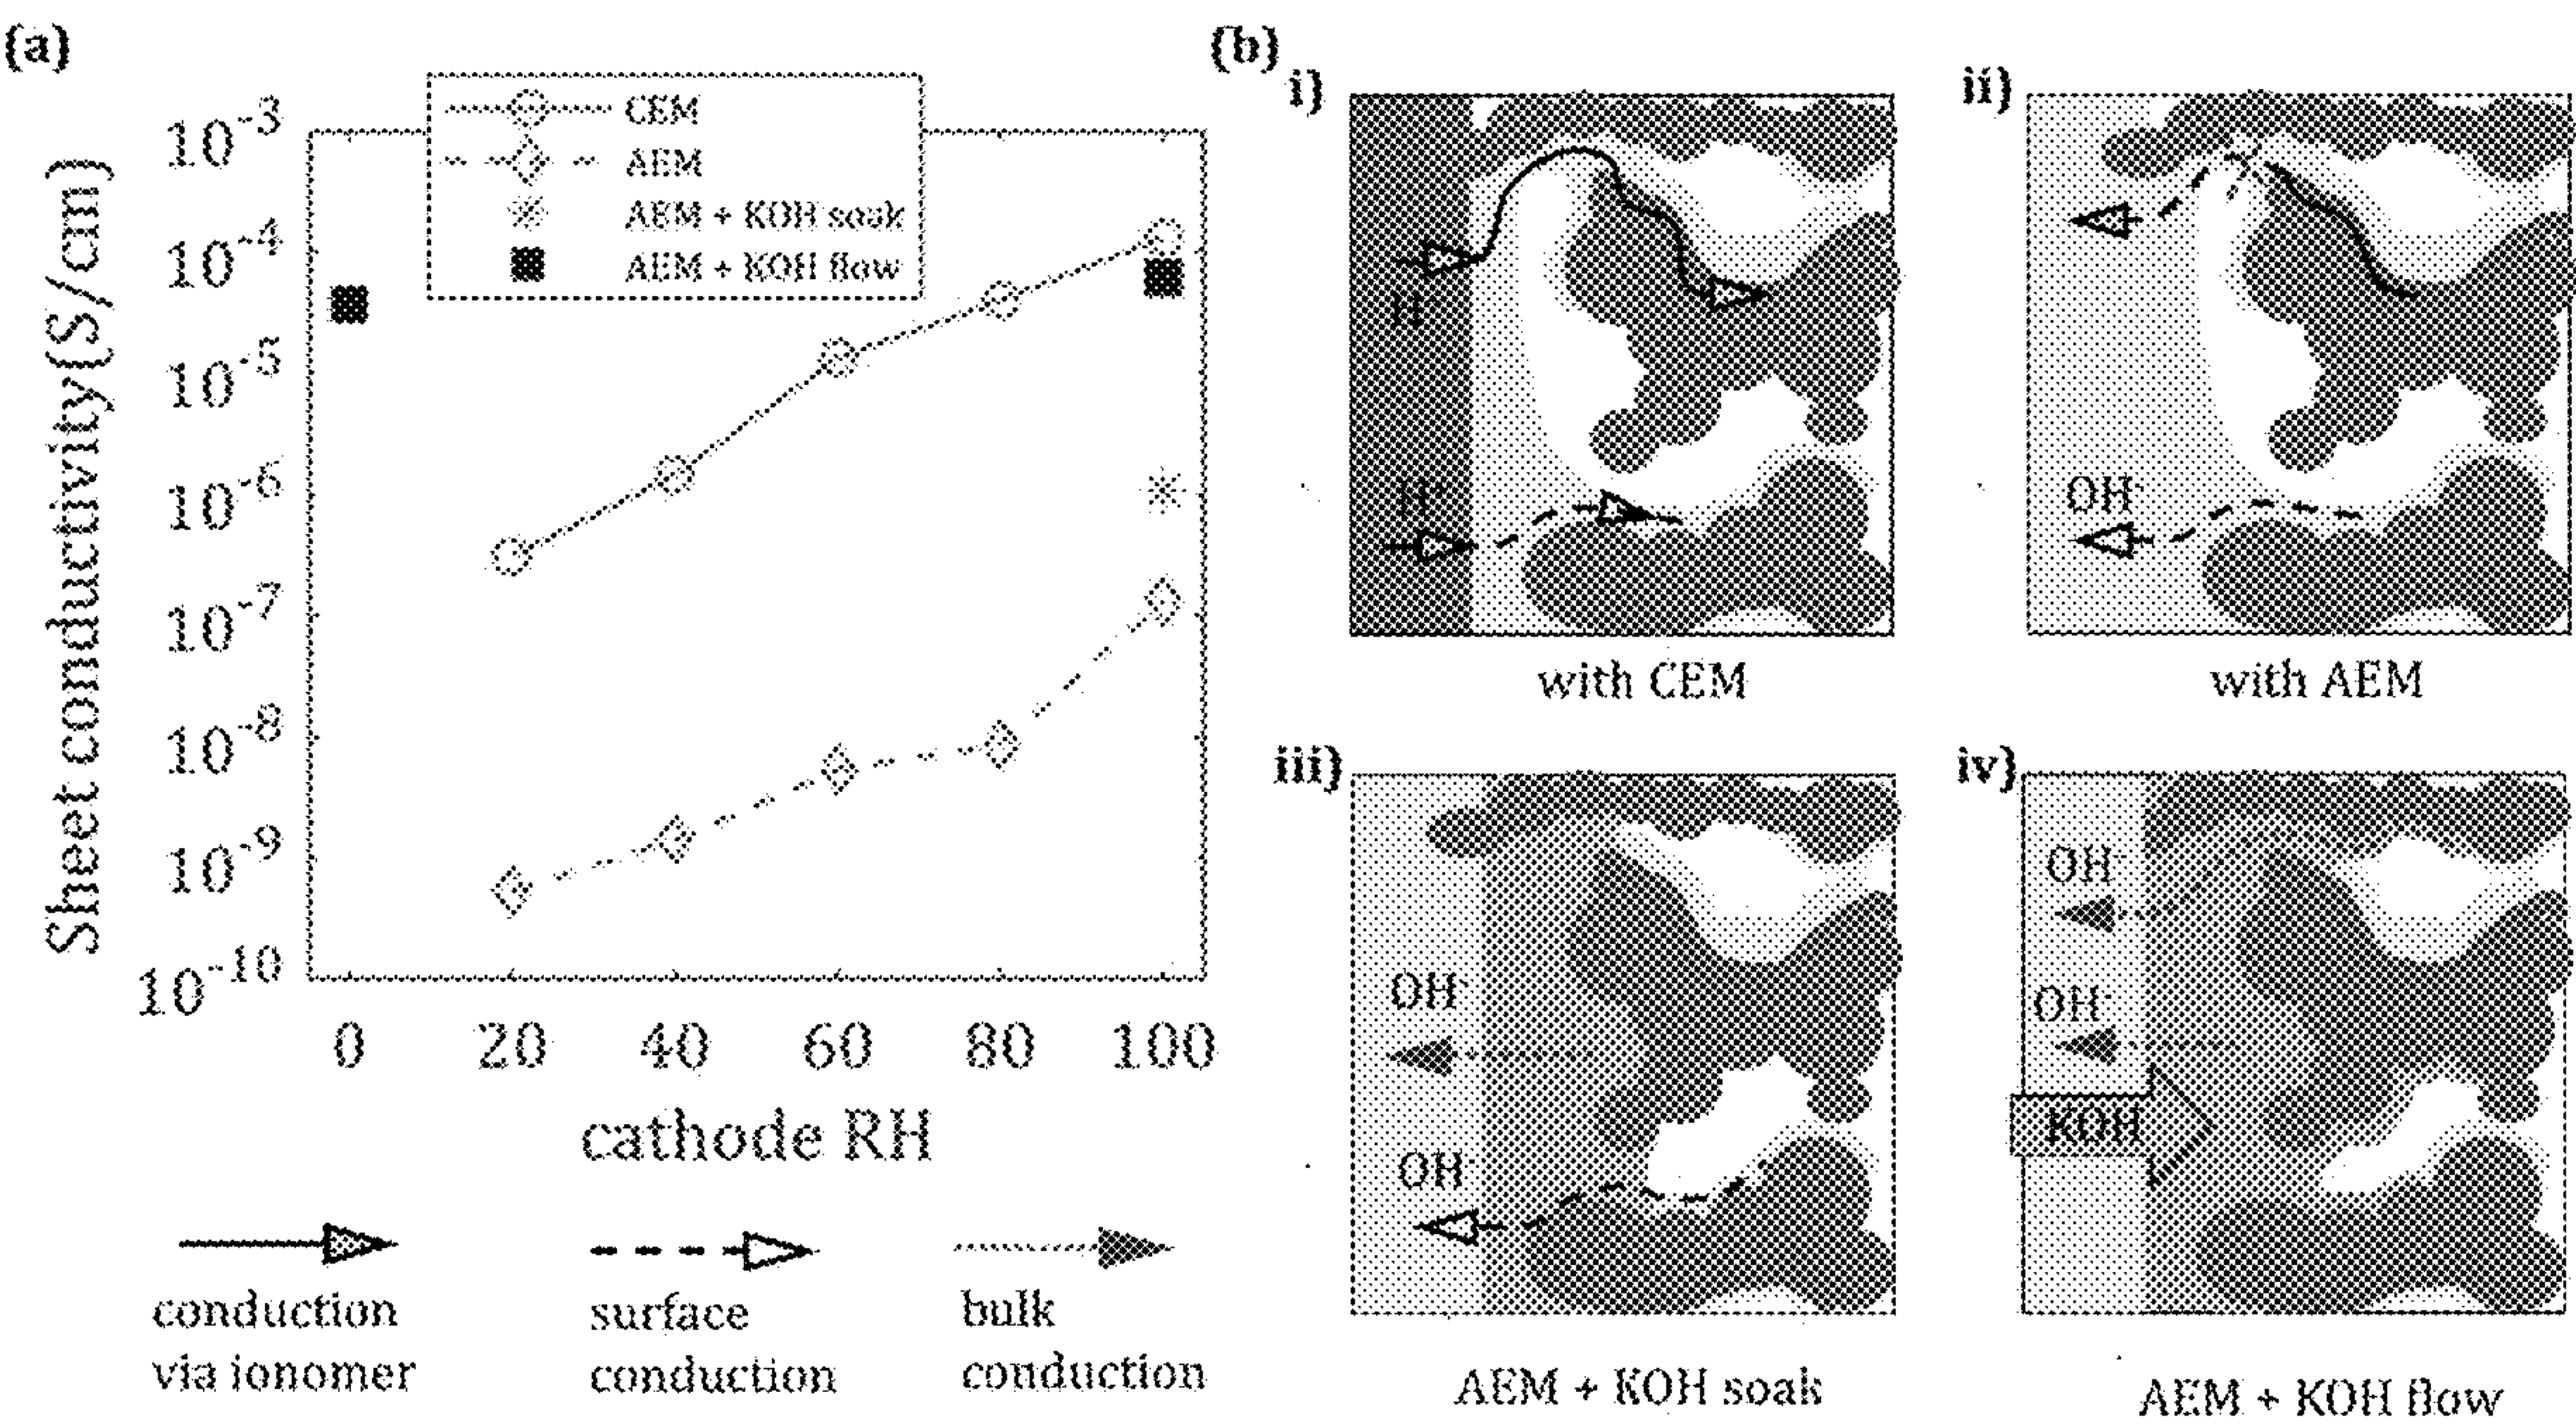 (a)
CEM
AEM
AEM + KOH soak
AEM + KOH flow
Sheet conductivity(S/cm)
10-3
10-4
10-5
10-6
10-7
10-8
10-9
10-10
0 20 40 60 80 100
cathode RH
conduction
via ionomer
surface
conduction
bulk
conduction
(b)
i)
H+
H+
with CEM
ii)
OH-
with AEM
iii)
OH-
OH-
AEM + KOH soak
iv)
OH-
OH-
KOH
AEM + KOH flow